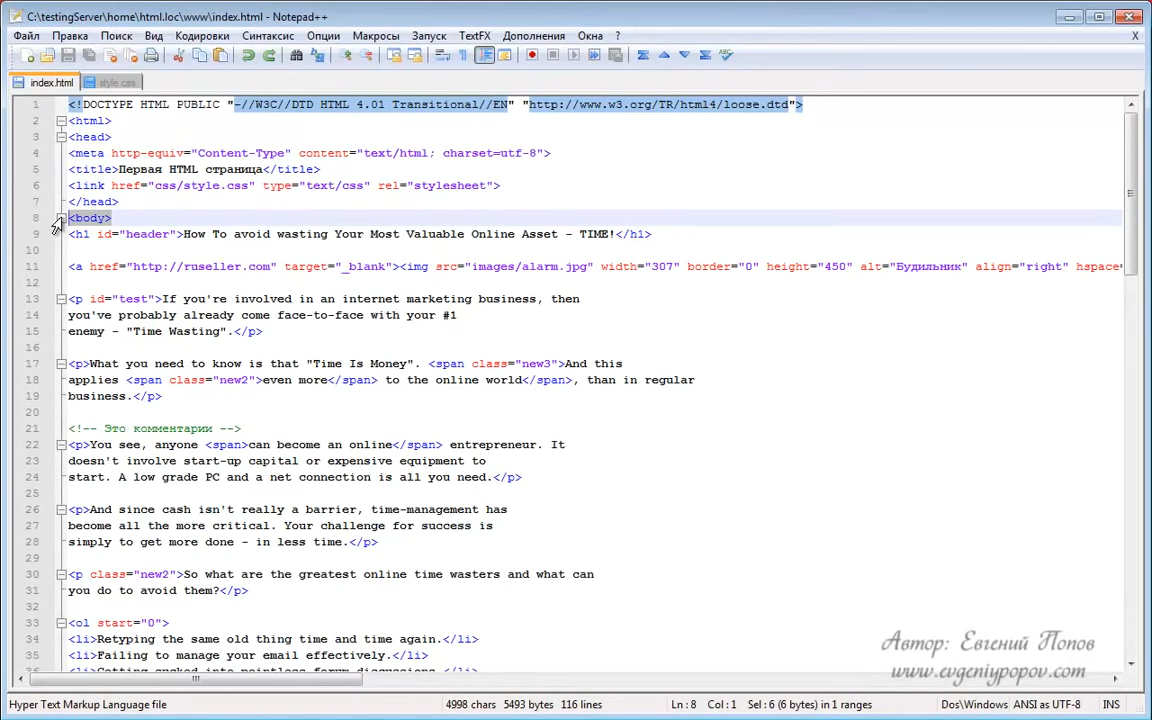 C:\testingServer\home\html.loc\www\index.html - Notepad++
Файл Правка Поиск Вид Кодировки Синтаксис Опции Макросы Запуск TextFX Дополнения Окна ? X
index.html style.css
1 <!DOCTYPE HTML PUBLIC "-//W3C//DTD HTML 4.01 Transitional//EN" "http://www.w3.org/TR/html4/loose.dtd">
2 <html>
3 <head>
4 <meta http-equiv="Content-Type" content="text/html; charset=utf-8">
5 <title>Первая HTML страница</title>
6 <link href="css/style.css" type="text/css" rel="stylesheet">
7 </head>
8 <body>
9 <h1 id="header">How To avoid wasting Your Most Valuable Online Asset - TIME!</h1>
10
11 <a href="http://ruseller.com" target="_blank"><img src="images/alarm.jpg" width="307" border="0" height="450" alt="Будильник" align="right" hspace=
12
13 <p id="test">If you're involved in an internet marketing business, then
14 you've probably already come face-to-face with your #1
15 enemy - "Time Wasting".</p>
16
17 <p>What you need to know is that "Time Is Money". <span class="new3">And this
18 applies <span class="new2">even more</span> to the online world</span>, than in regular
19 business.</p>
20
21 <!-- Это комментарии -->
22 <p>You see, anyone <span>can become an online</span> entrepreneur. It
23 doesn't involve start-up capital or expensive equipment to
24 start. A low grade PC and a net connection is all you need.</p>
25
26 <p>And since cash isn't really a barrier, time-management has
27 become all the more critical. Your challenge for success is
28 simply to get more done - in less time.</p>
29
30 <p class="new2">So what are the greatest online time wasters and what can
31 you do to avoid them?</p>
32
33 <ol start="0">
34 <li>Retyping the same old thing time and time again.</li>
35 <li>Failing to manage your email effectively.</li>
36 <li>Getting sucked into pointless forum discussions.</li>
Автор: Евгений Попов
www.evgeniypopov.com
Hyper Text Markup Language file 4998 chars 5493 bytes 116 lines Ln : 8 Col : 1 Sel : 6 (6 bytes) in 1 ranges Dos\Windows ANSI as UTF-8 INS